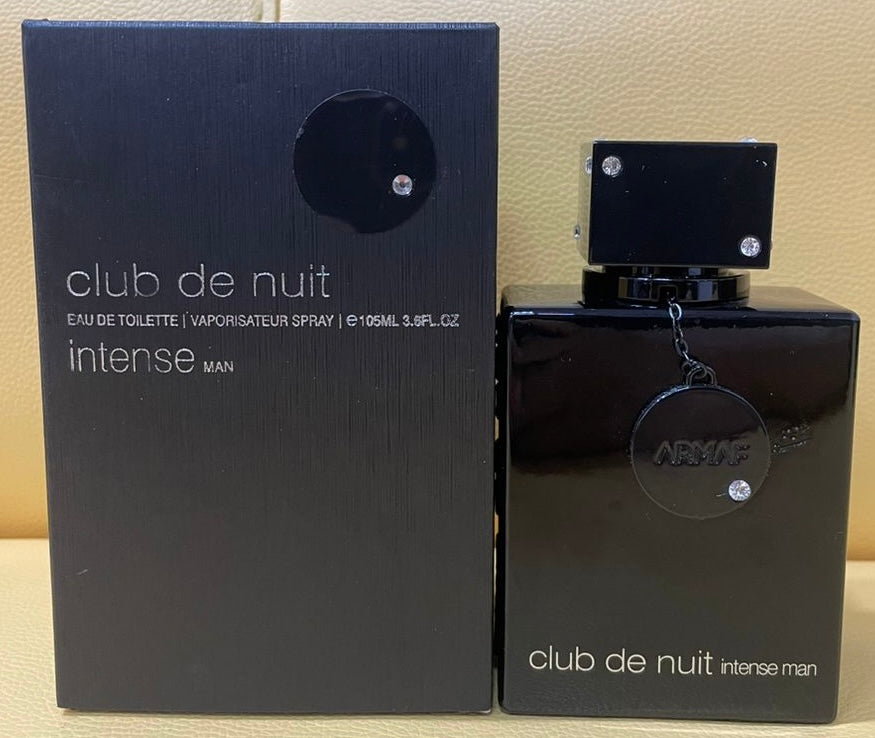 club de nuit
EAU DE TOILETTE | VAPORISATEUR SPRAY | e 105ML 3.6FL.OZ
intense MAN
ARMAF
club de nuit intense man